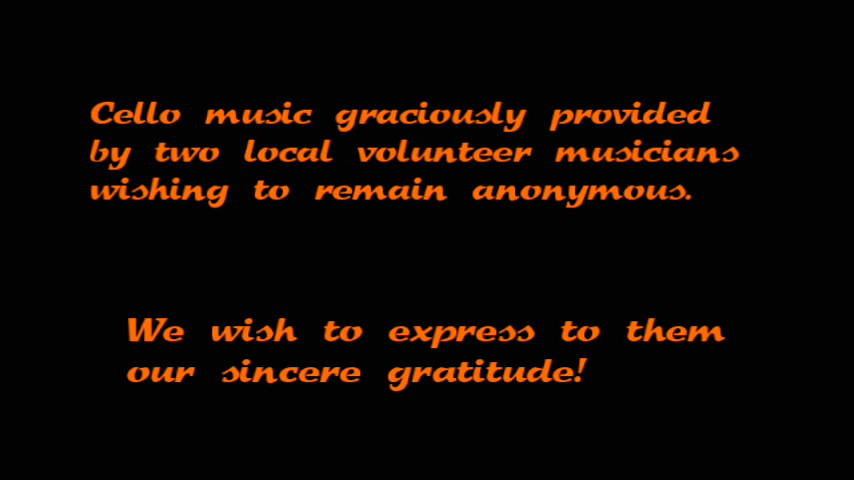 Cello music graciously provided
by two local volunteer musicians
wishing to remain anonymous.
We wish to express to them
our sincere gratitude!